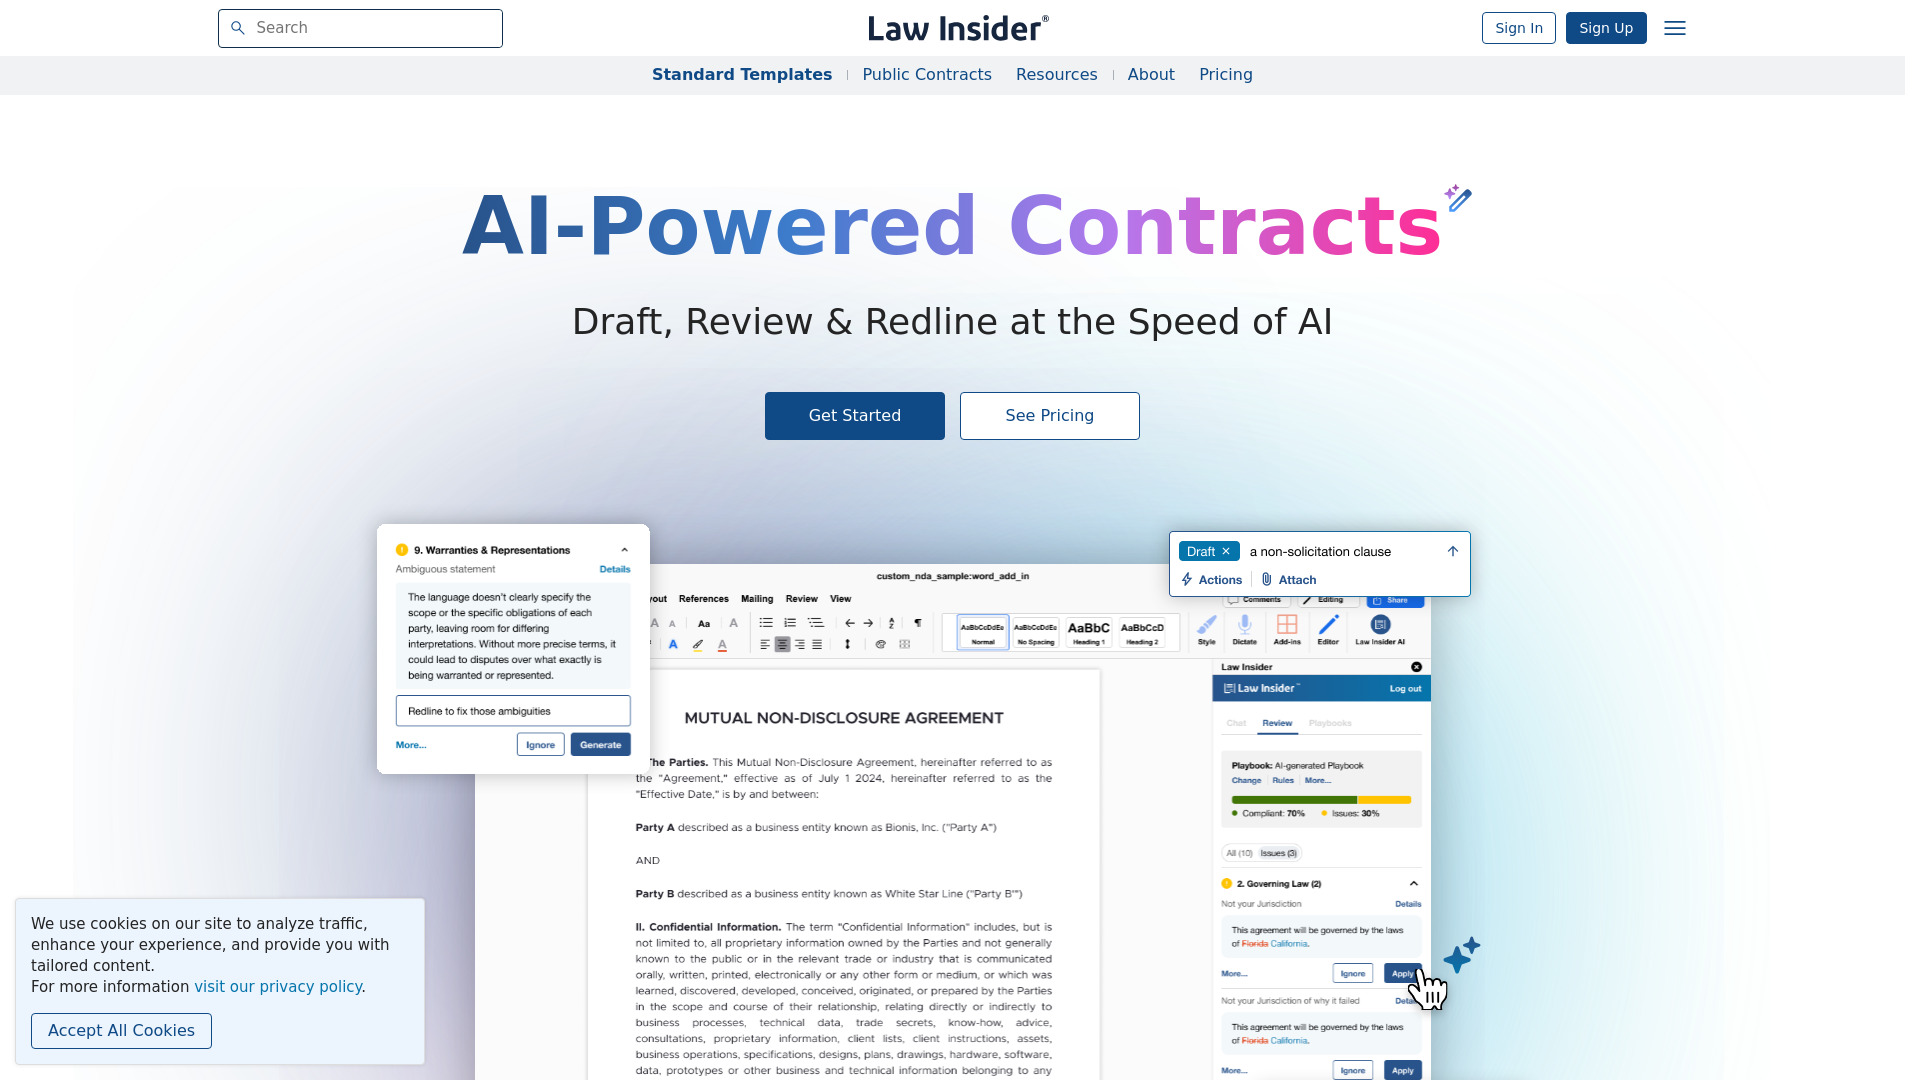 Search
Law Insider®
Sign In
Sign Up
Standard Templates
Public Contracts
Resources
About
Pricing
AI-Powered Contracts
Draft, Review & Redline at the Speed of AI
Get Started
See Pricing
9. Warranties & Representations
Ambiguous statement
Details
The language doesn't clearly specify the
scope or the specific obligations of each
party, leaving room for differing
interpretations. Without more precise terms, it
could lead to disputes over what exactly is
being warranted or represented.
Redline to fix those ambiguities
More...
Ignore
Generate
Draft ×
a non-solicitation clause
Actions
Attach
custom_nda_sample:word_add_in
yout
References
Mailing
Review
View
Comments
Editing
Share
Aa
AaBbCcDdEe
Normal
AaBbCcDdEe
No Spacing
AaBbC
Heading 1
AaBbCcD
Heading 2
Style
Dictate
Add-ins
Editor
Law Insider AI
MUTUAL NON-DISCLOSURE AGREEMENT
The Parties. This Mutual Non-Disclosure Agreement, hereinafter referred to as
the "Agreement," effective as of July 1 2024, hereinafter referred to as the
"Effective Date," is by and between:
Party A described as a business entity known as Bionis, Inc. ("Party A")
AND
Party B described as a business entity known as White Star Line ("Party B"")
II. Confidential Information. The term "Confidential Information" includes, but is
not limited to, all proprietary information owned by the Parties and not generally
known to the public or in the relevant trade or industry that is communicated
orally, written, printed, electronically or any other form or medium, or which was
learned, discovered, developed, conceived, originated, or prepared by the Parties
in the scope and course of their relationship, relating directly or indirectly to
business processes, technical data, trade secrets, know-how, advice,
consultations, proprietary information, client lists, client instructions, assets,
business operations, specifications, designs, plans, drawings, hardware, software,
data, prototypes or other business and technical information belonging to any
Law Insider
Law Insider™
Log out
Chat
Review
Playbooks
Playbook: AI-generated Playbook
Change
Rules
More...
Compliant: 70%
Issues: 30%
All (10)
Issues (3)
2. Governing Law (2)
Not your Jurisdiction
Details
This agreement will be governed by the laws
of Florida California.
More...
Ignore
Apply
Not your Jurisdiction of why it failed
Detai
This agreement will be governed by the laws
of Florida California.
More...
Ignore
Apply
We use cookies on our site to analyze traffic,
enhance your experience, and provide you with
tailored content.
For more information visit our privacy policy.
Accept All Cookies